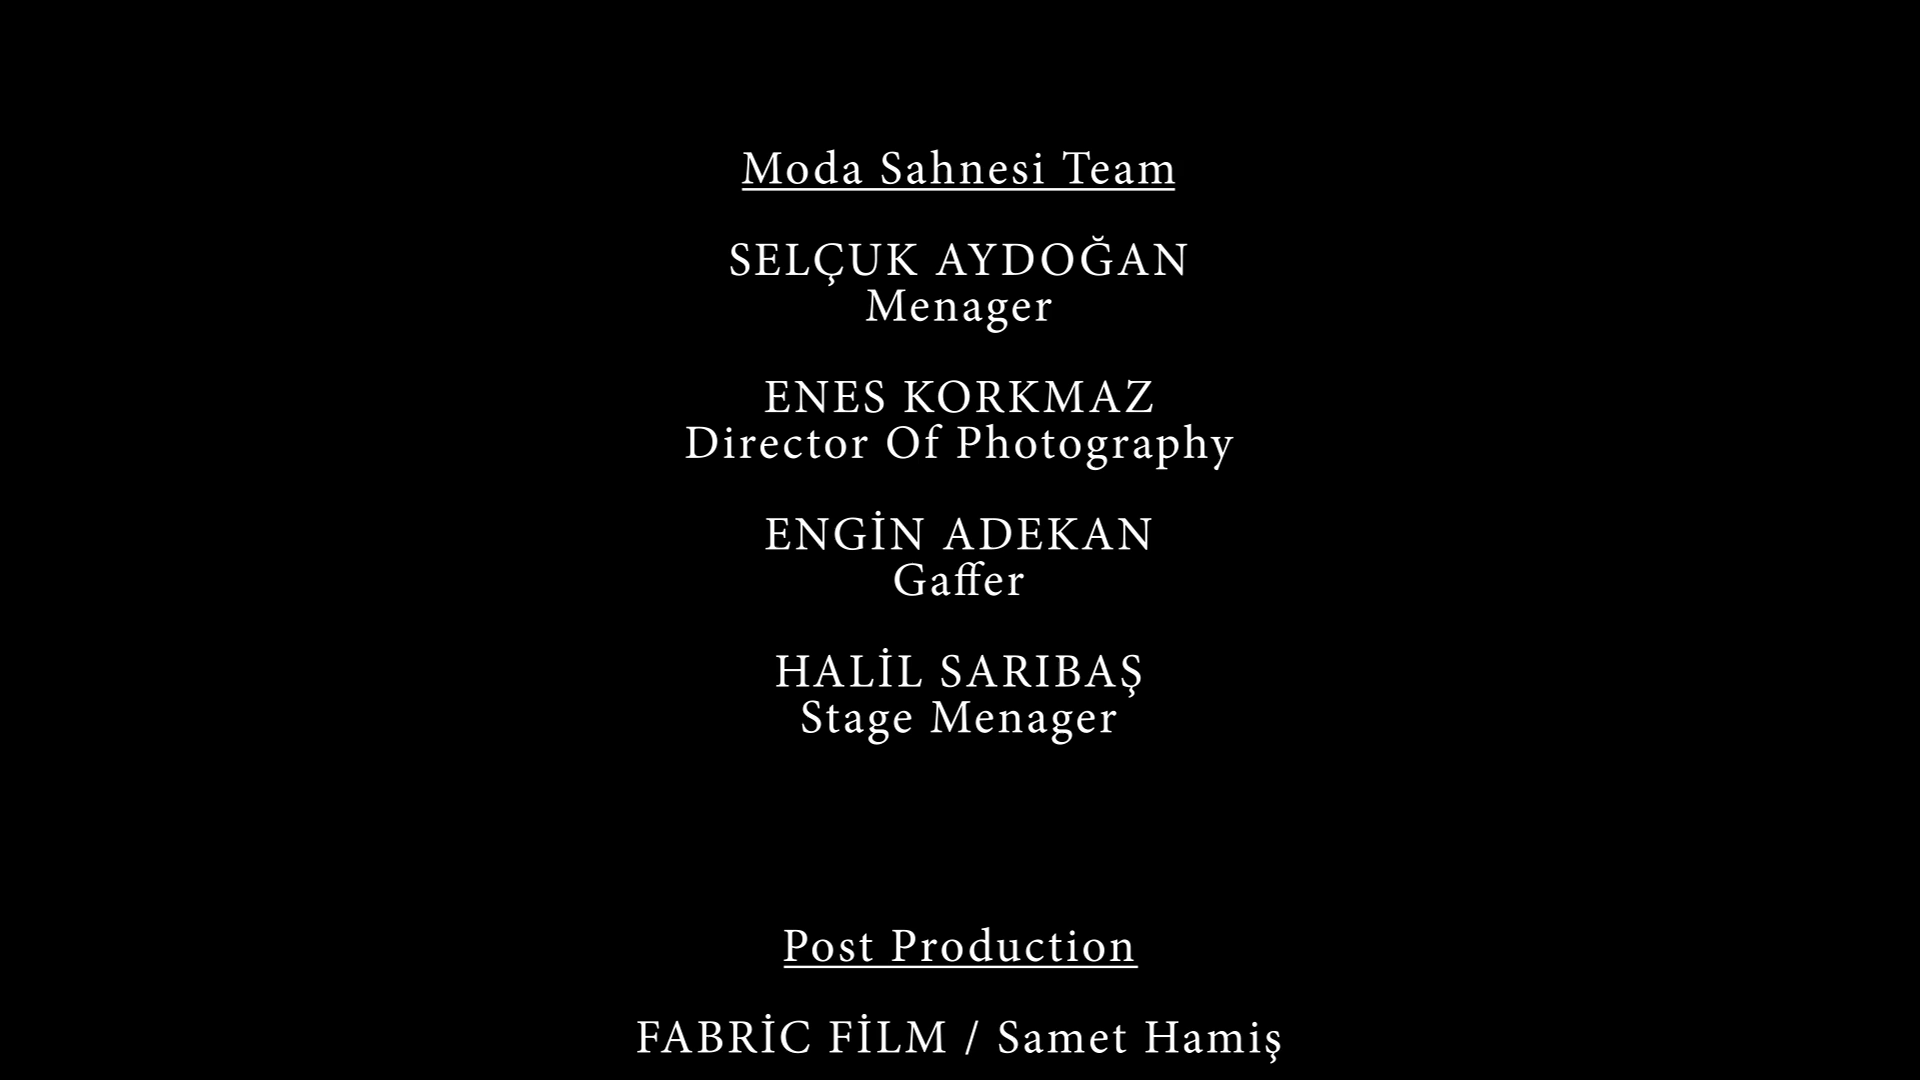 Moda Sahnesi Team
SELÇUK AYDOĞAN
Menager
ENES KORKMAZ
Director Of Photography
ENGİN ADEKAN
Gaffer
HALİL SARIBAŞ
Stage Menager
Post Production
FABRİC FİLM / Samet Hamiş